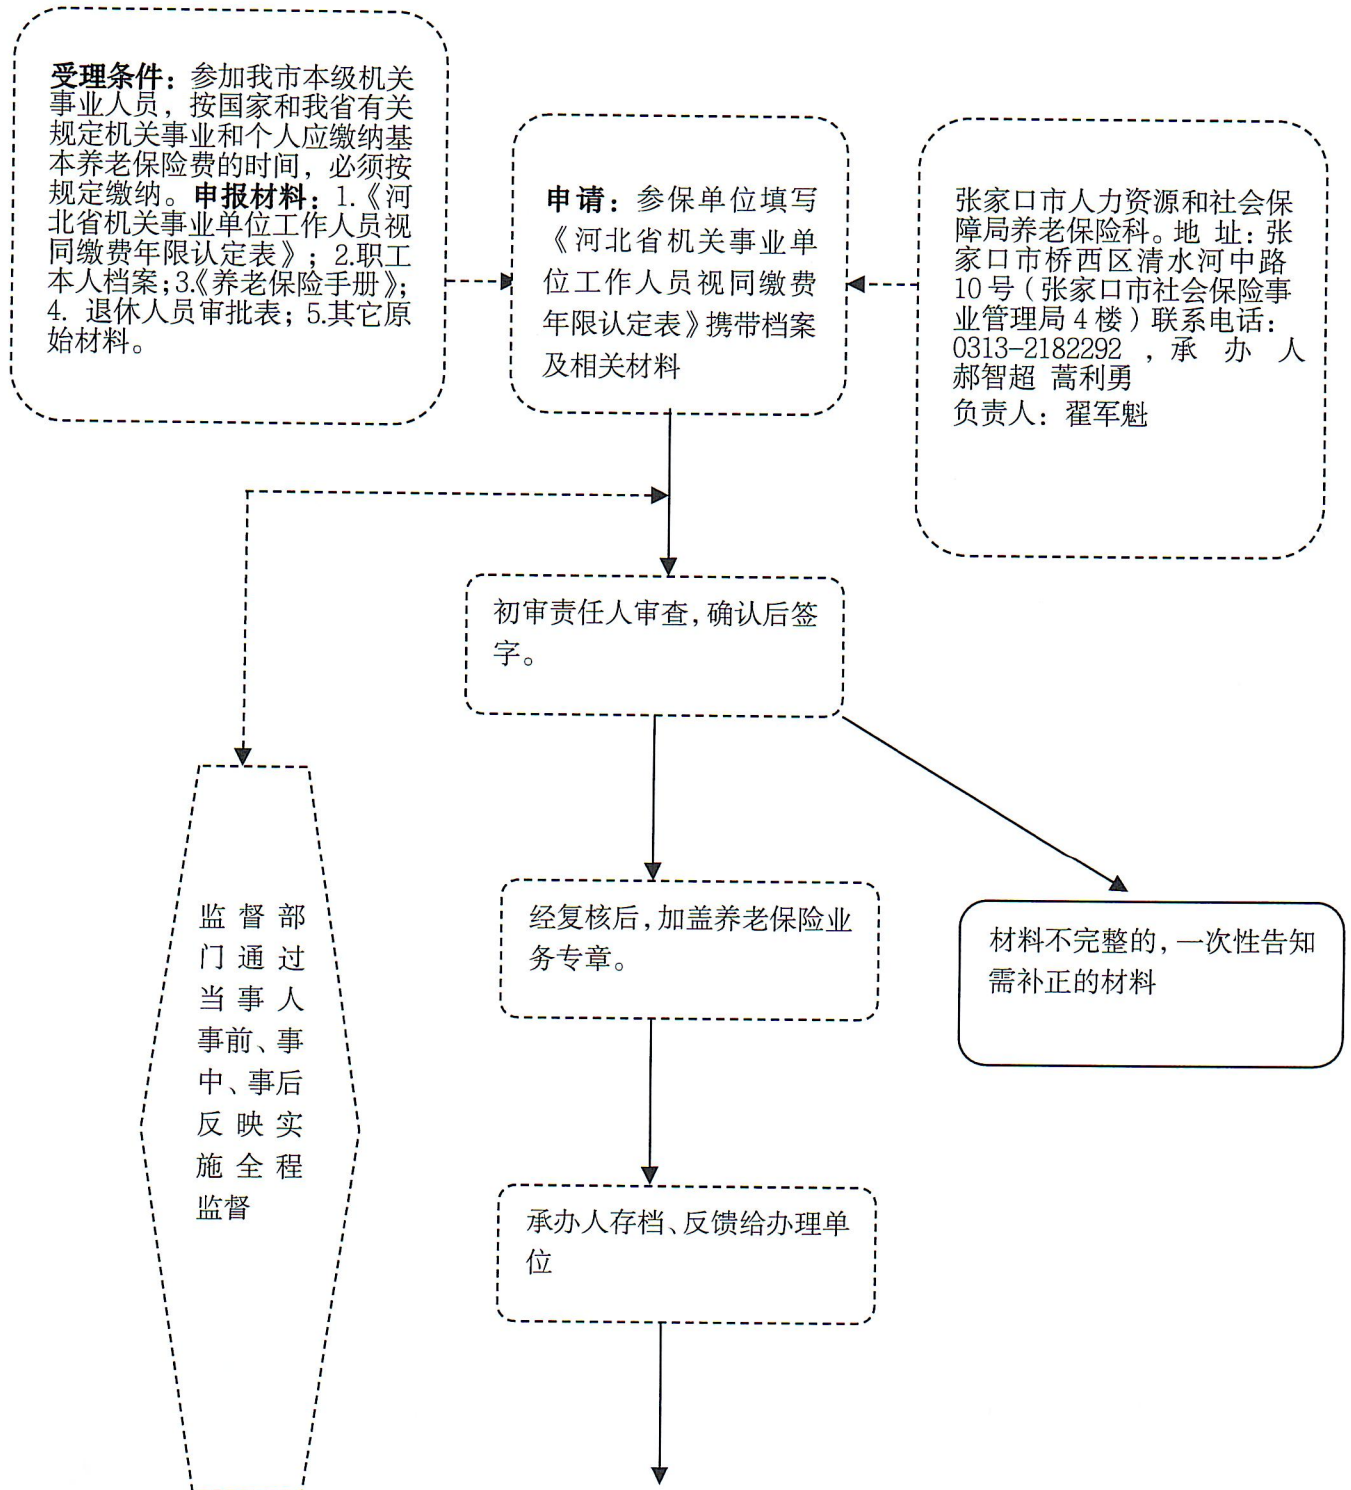 受理条件：参加我市本级机关
事业人员，按国家和我省有关
规定机关事业和个人应缴纳基
本养老保险费的时间，必须按
规定缴纳。申报材料：1.《河
北省机关事业单位工作人员视
同缴费年限认定表》；2.职工
本人档案；3.《养老保险手册》；
4. 退休人员审批表；5.其它原
始材料。
申请：参保单位填写
《河北省机关事业单
位工作人员视同缴费
年限认定表》携带档案
及相关材料
张家口市人力资源和社会保
障局养老保险科。地 址：张
家口市桥西区清水河中路
10号（张家口市社会保险事
业管理局4楼）联系电话：
0313-2182292 ，承 办 人
郝智超 蒿利勇
负责人：翟军魁
初审责任人审查，确认后签
字。
经复核后，加盖养老保险业
务专章。
材料不完整的，一次性告知
需补正的材料
监 督 部
门 通 过
当 事 人
事前、事
中、事后
反 映 实
施 全 程
监督
承办人存档、反馈给办理单
位